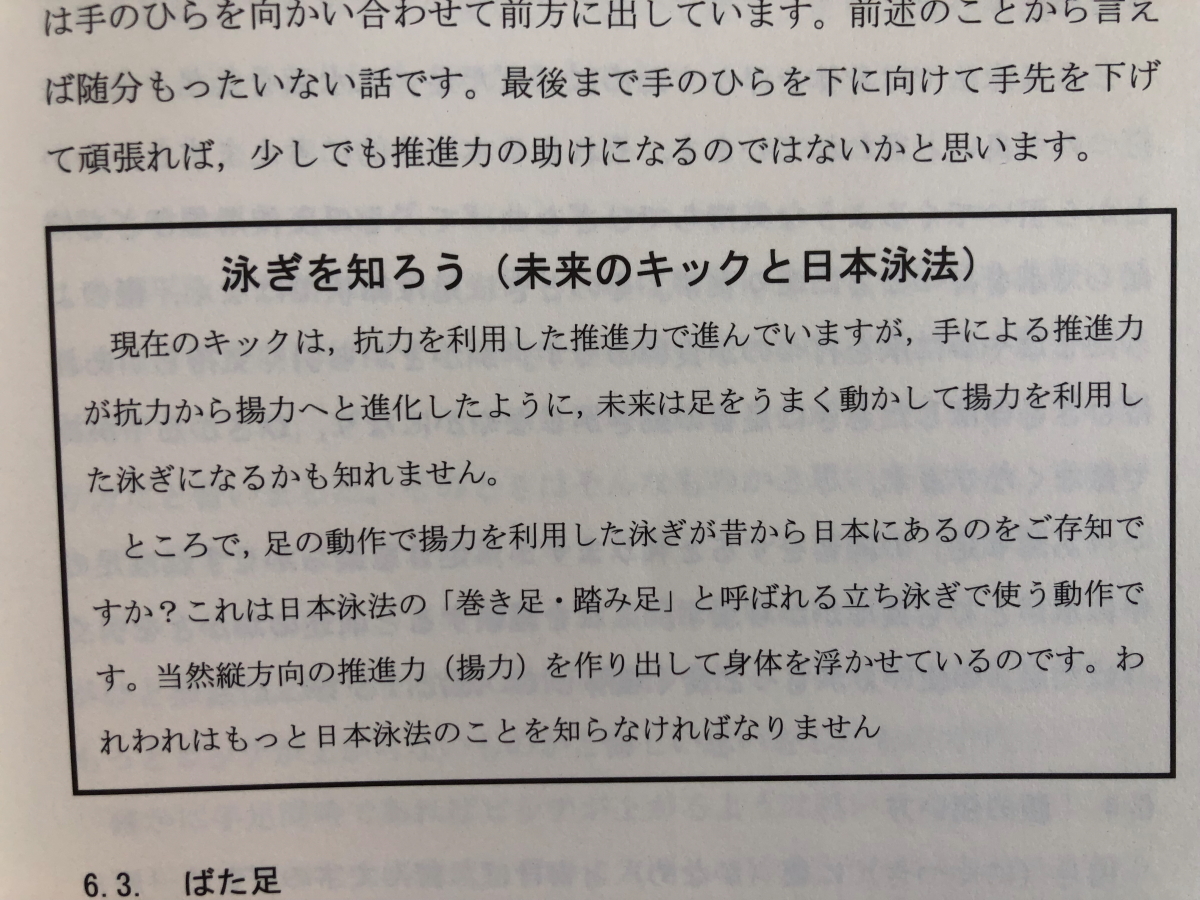 は手のひらを向かい合わせて前方に出しています。前述のことから言え
ば随分もったいない話です。最後まで手のひらを下に向けて手先を下げ
て頑張れば，少しでも推進力の助けになるのではないかと思います。
泳ぎを知ろう（未来のキックと日本泳法）
現在のキックは，抗力を利用した推進力で進んでいますが，手による推進力
が抗力から揚力へと進化したように，未来は足をうまく動かして揚力を利用し
た泳ぎになるかも知れません。
ところで，足の動作で揚力を利用した泳ぎが昔から日本にあるのをご存知で
すか？これは日本泳法の「巻き足・踏み足」と呼ばれる立ち泳ぎで使う動作で
す。当然縦方向の推進力（揚力）を作り出して身体を浮かせているのです。わ
れわれはもっと日本泳法のことを知らなければなりません
6.3. ばた足